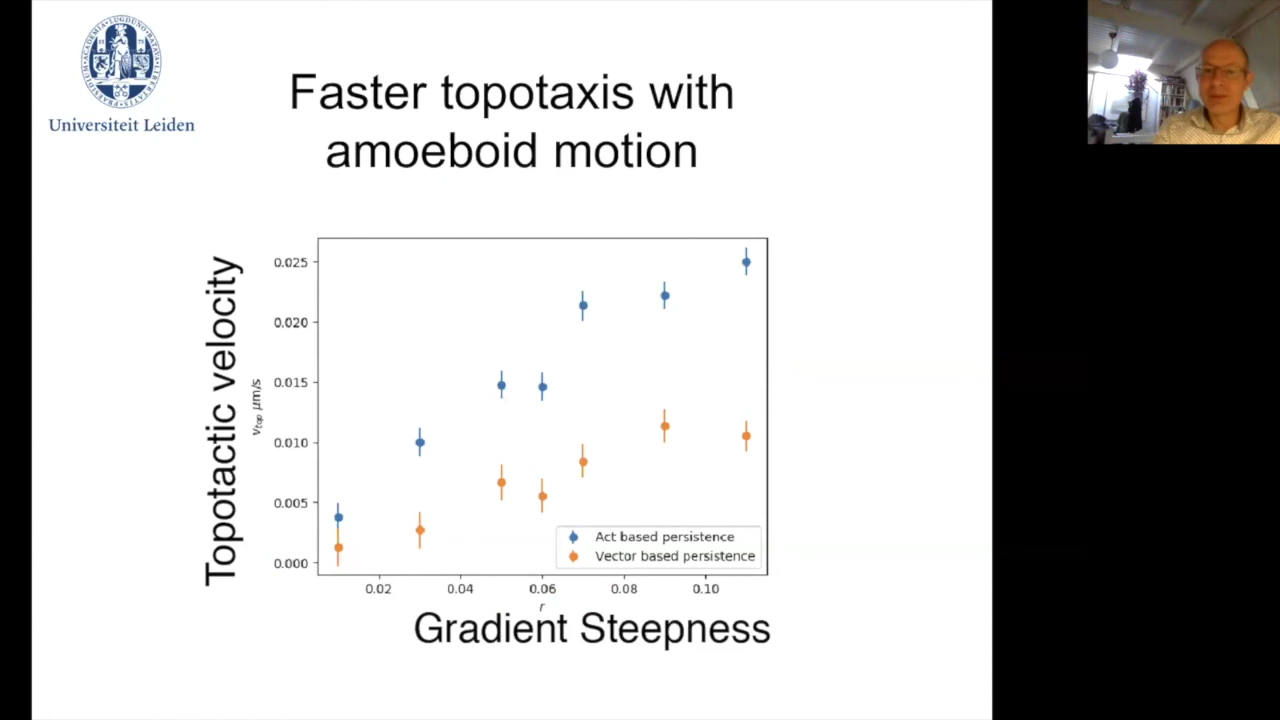 Universiteit Leiden
Faster topotaxis with
amoeboid motion
Topotactic velocity
v_top μm/s
0.025
0.020
0.015
0.010
0.005
0.000
Act based persistence
Vector based persistence
0.02 0.04 0.06 0.08 0.10
r
Gradient Steepness